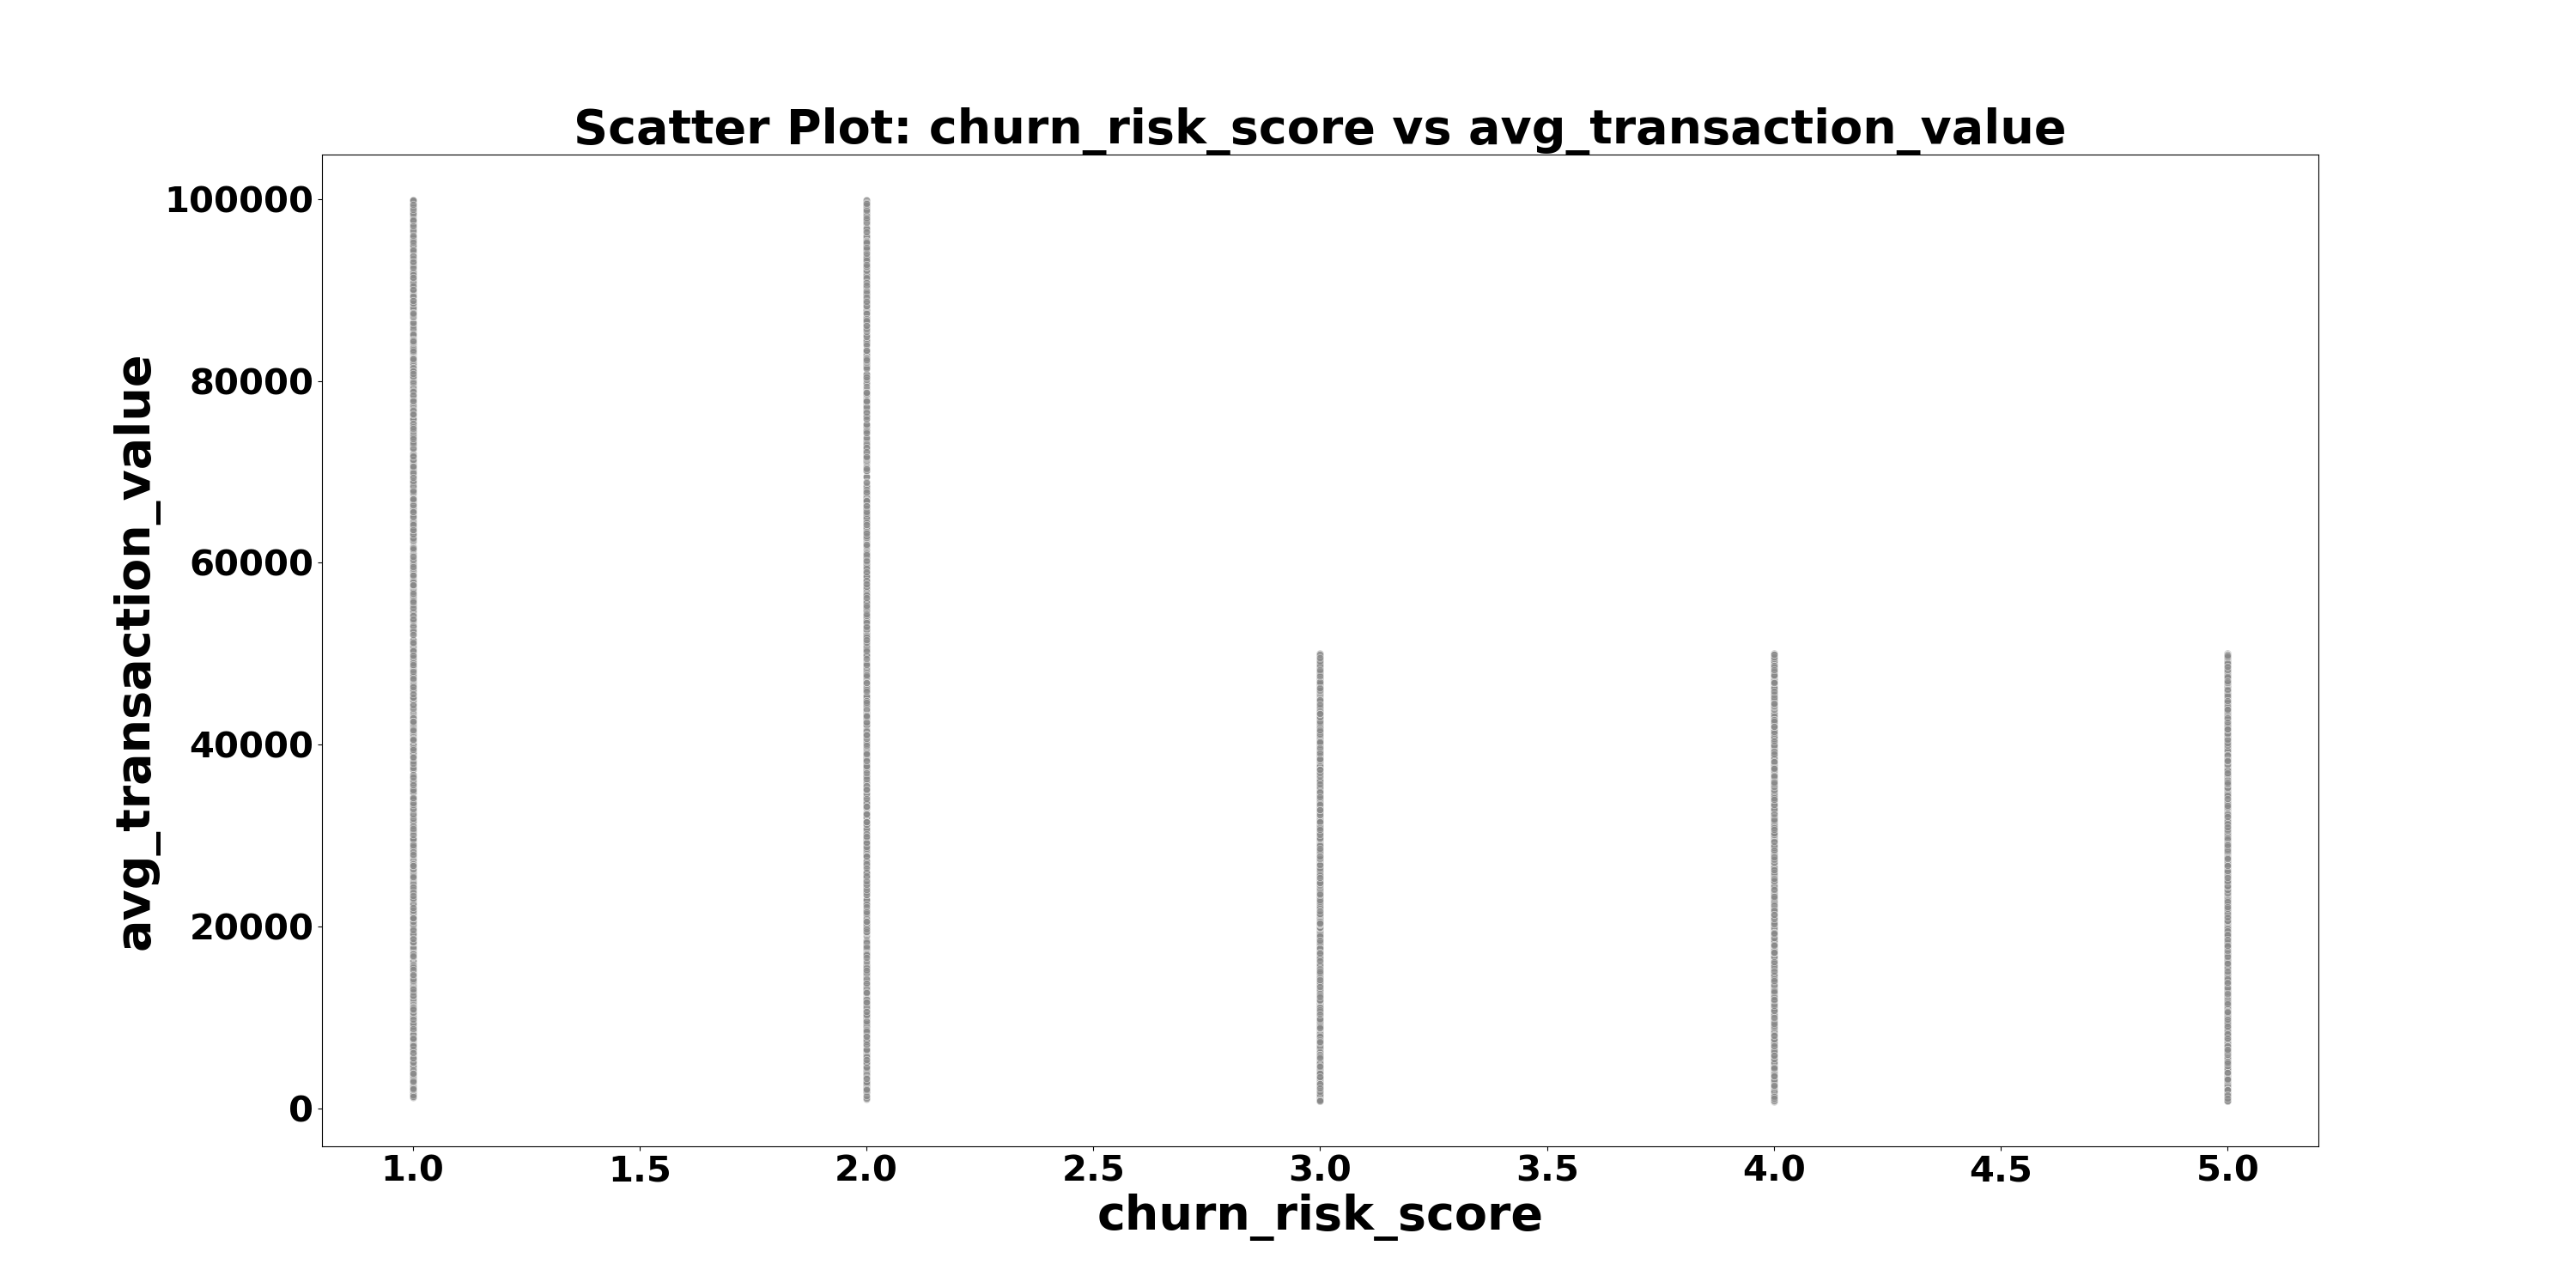 Scatter Plot: churn_risk_score vs avg_transaction_value
avg_transaction_value
100000
80000
60000
40000
20000
0
1.0 1.5 2.0 2.5 3.0 3.5 4.0 4.5 5.0
churn_risk_score